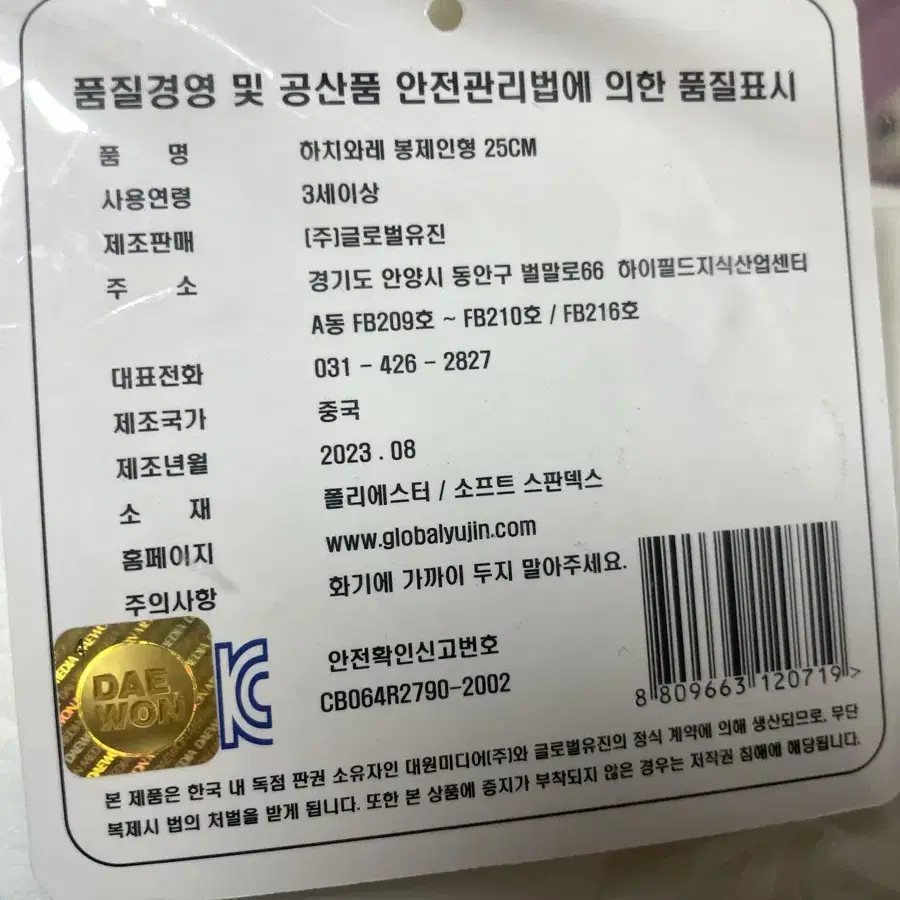 품질경영 및 공산품 안전관리법에 의한 품질표시
품 명 하치와레 봉제인형 25CM
사용연령 3세이상
제조판매 (주)글로벌유진
주 소 경기도 안양시 동안구 벌말로66 하이필드지식산업센터
A동 FB209호 ~ FB210호 / FB216호
대표전화 031 - 426 - 2827
제조국가 중국
제조년월 2023 . 08
소 재 폴리에스터 / 소프트 스판덱스
홈페이지 www.globalyujin.com
주의사항 화기에 가까이 두지 말아주세요.
안전확인신고번호
CB064R2790-2002
DAE
WON
8 809663 120719 >
본 제품은 한국 내 독점 판권 소유자인 대원미디어(주)와 글로벌유진의 정식 계약에 의해 생산되므로, 무단
복제시 법의 처벌을 받게 됩니다. 또한 본 상품에 증지가 부착되지 않은 경우는 저작권 침해에 해당됩니다.